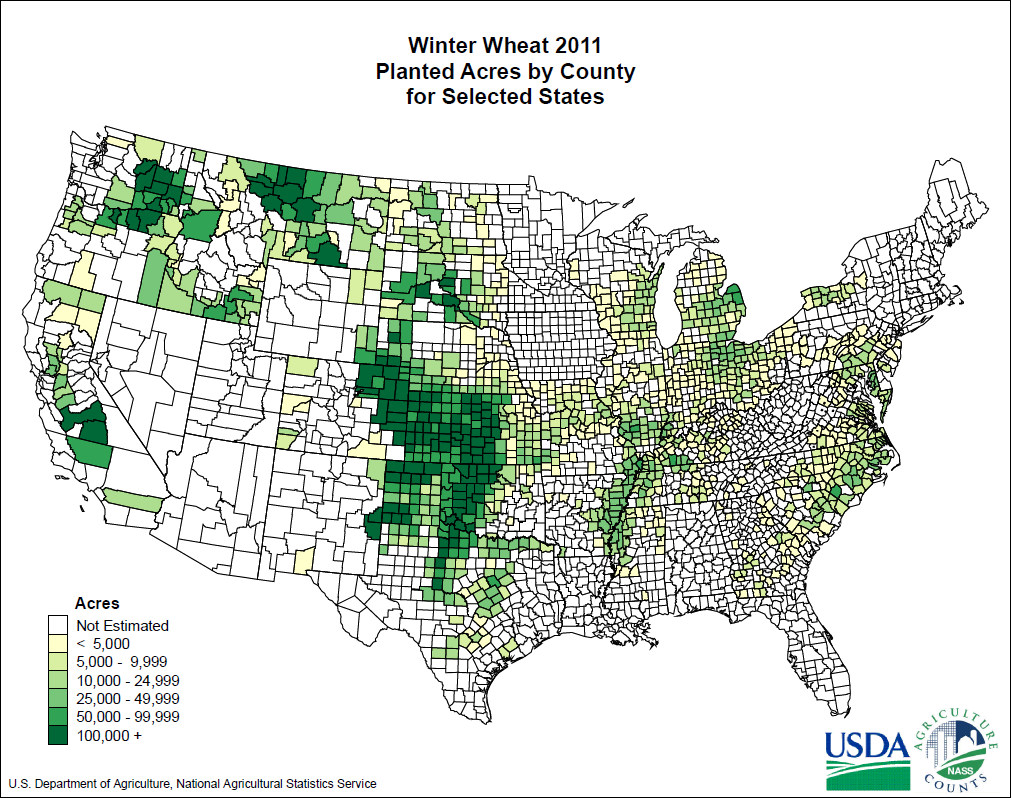 Winter Wheat 2011
Planted Acres by County
for Selected States
Acres
Not Estimated
< 5,000
5,000 - 9,999
10,000 - 24,999
25,000 - 49,999
50,000 - 99,999
100,000 +
USDA
AGRICULTURE
NASS
COUNTS
U.S. Department of Agriculture, National Agricultural Statistics Service